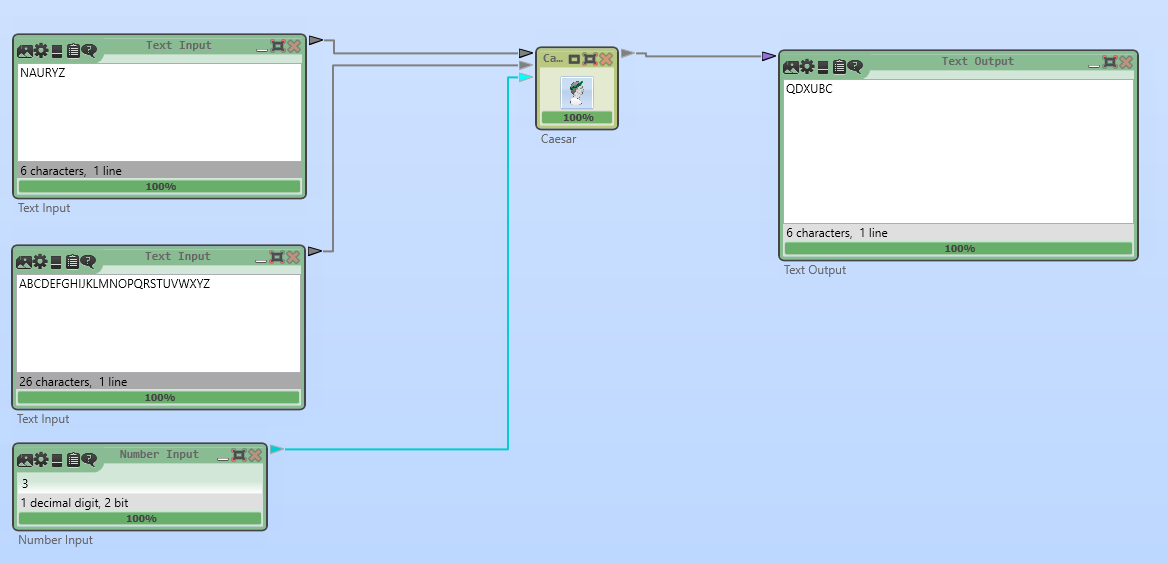 Text Input
NAURYZ
6 characters, 1 line
100%
Text Input
Text Input
ABCDEFGHIJKLMNOPQRSTUVWXYZ
26 characters, 1 line
100%
Text Input
Number Input
3
1 decimal digit, 2 bit
100%
Number Input
Ca...
100%
Caesar
Text Output
QDXUBC
6 characters, 1 line
100%
Text Output